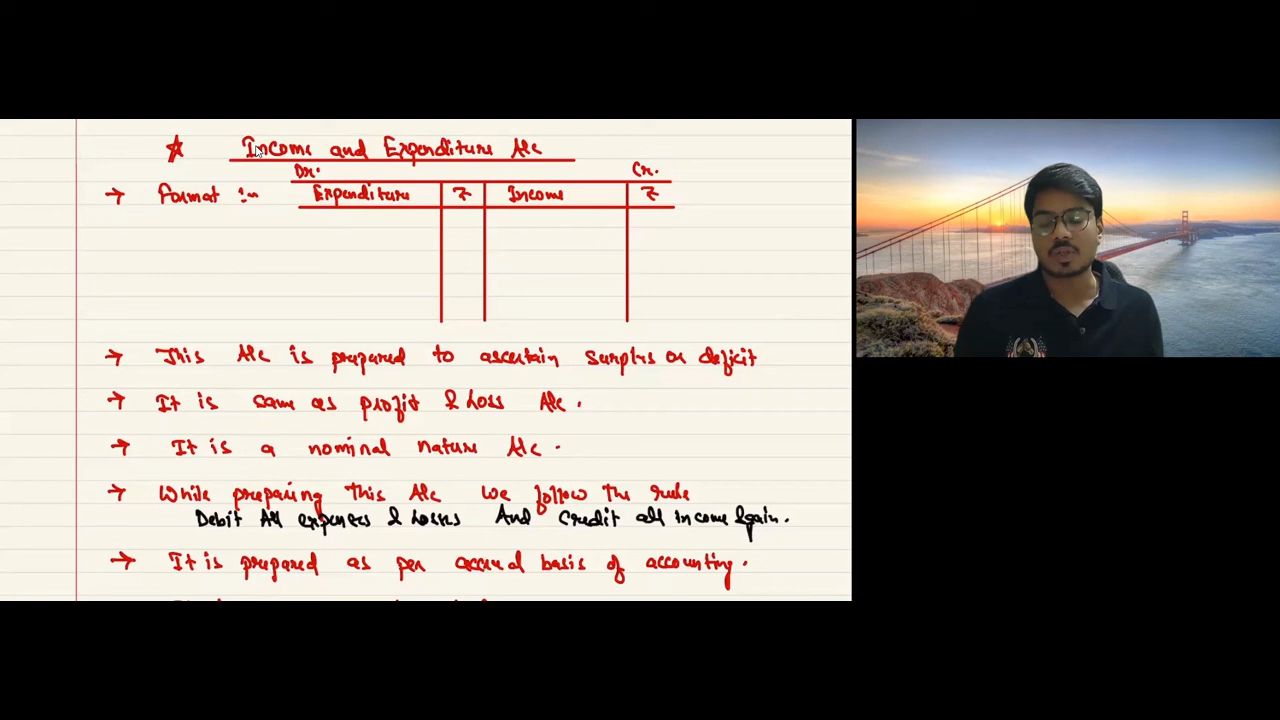 ☆ Income and Expenditure A/c
Dr. Cr.
→ Format :- Expenditure ₹ Income ₹
→ This A/c is prepared to ascertain surplus or deficit
→ It is same as profit & Loss A/c.
→ It is a nominal nature A/c.
→ While preparing this A/c we follow the rule
Debit All expenses & Losses And Credit all income & gain.
→ It is prepared as per accrual basis of accounting.